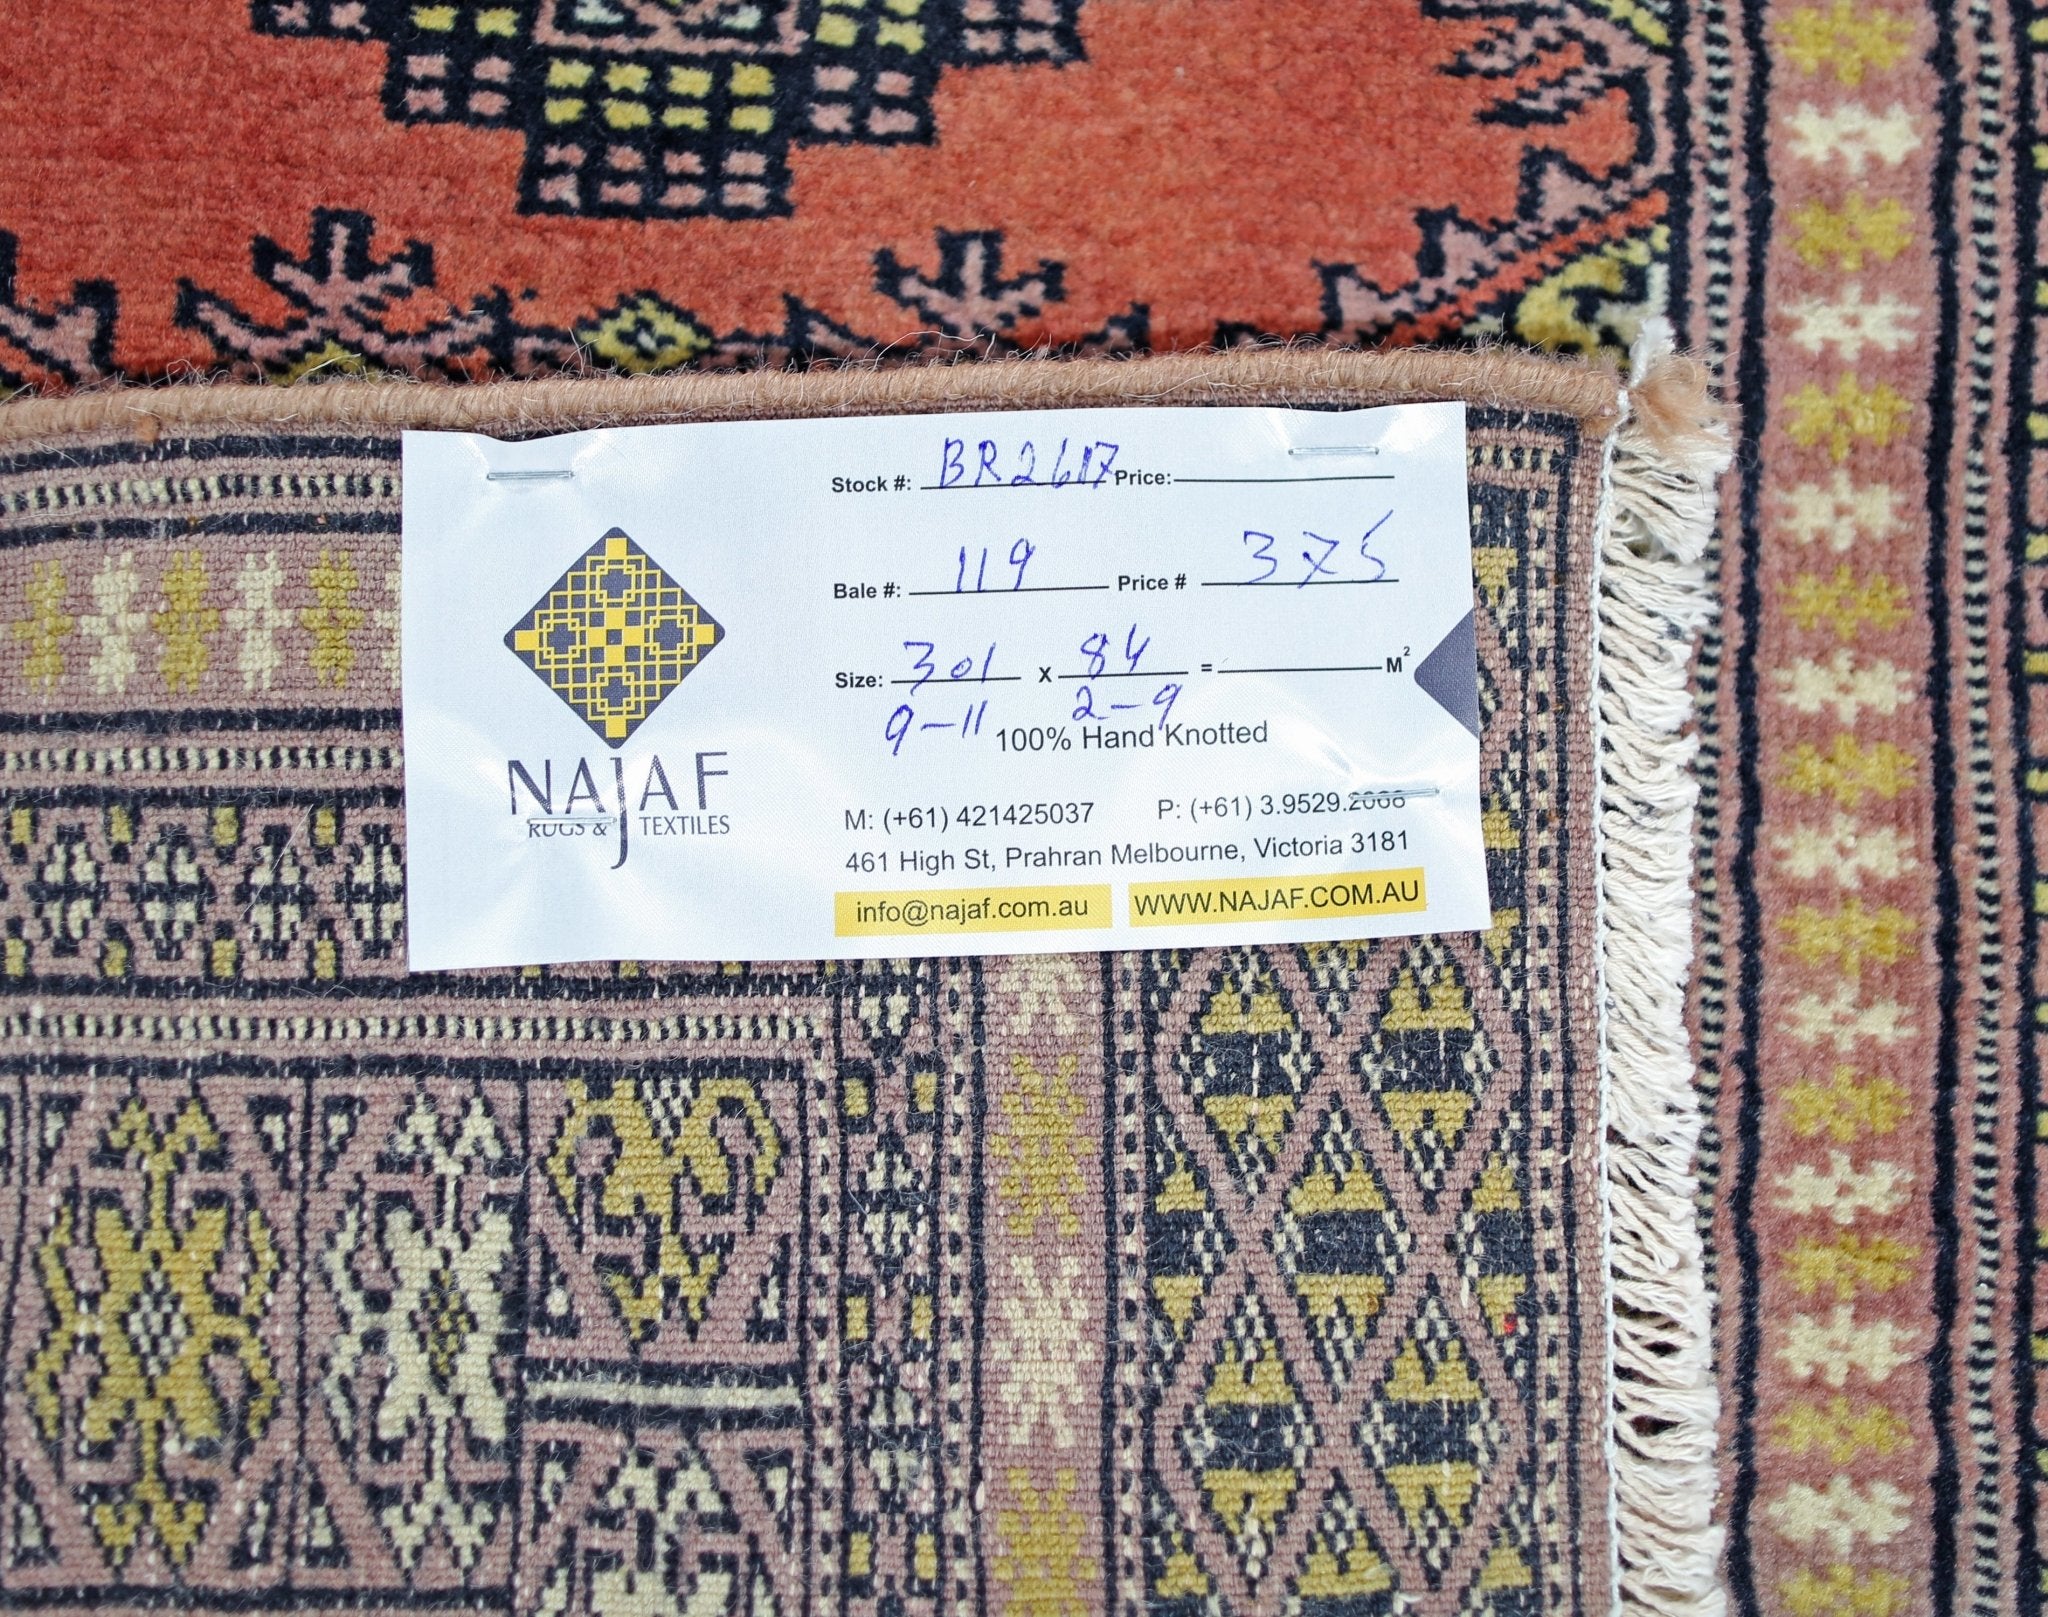 Stock #: BR2617 Price:
Bale #: 119 Price # 375
Size: 301 X 84 = M²
9-11 2-9
100% Hand Knotted
NAJAF
RUGS & TEXTILES
M: (+61) 421425037 P: (+61) 3.9529.2068
461 High St, Prahran Melbourne, Victoria 3181
info@najaf.com.au WWW.NAJAF.COM.AU